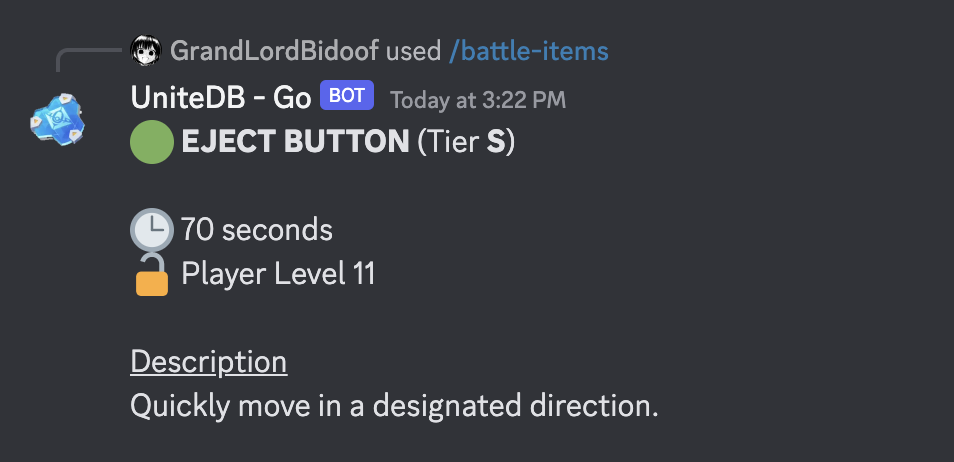 GrandLordBidoof used /battle-items
UniteDB - Go BOT Today at 3:22 PM
EJECT BUTTON (Tier S)
70 seconds
Player Level 11
Description
Quickly move in a designated direction.